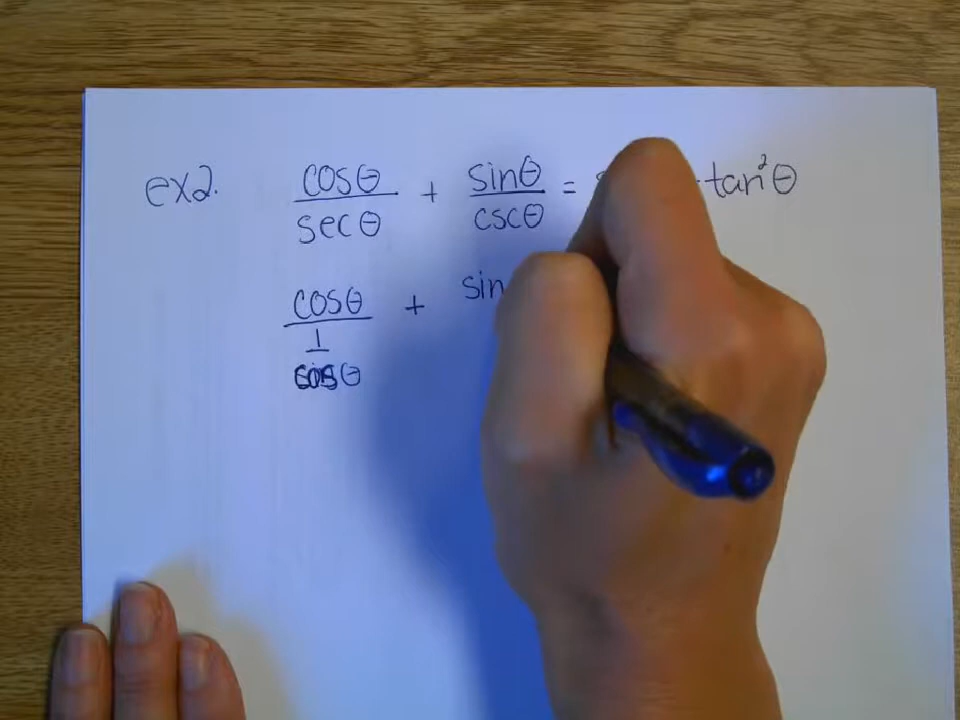 ex2. cosθ/secθ + sinθ/cscθ = tan²θ
cosθ/(1/cosθ) + sin